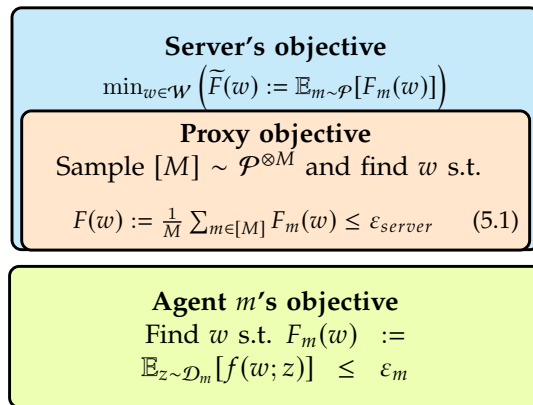 Server's objective
min_{w∈𝒲} (F̃(w) := 𝔼_{m∼𝒫}[F_m(w)])
Proxy objective
Sample [M] ∼ 𝒫^{⊗M} and find w s.t.
F(w) := \frac{1}{M} ∑_{m∈[M]} F_m(w) ≤ ε_{server} (5.1)
Agent m's objective
Find w s.t. F_m(w) :=
𝔼_{z∼𝒟_m}[f(w; z)] ≤ ε_m